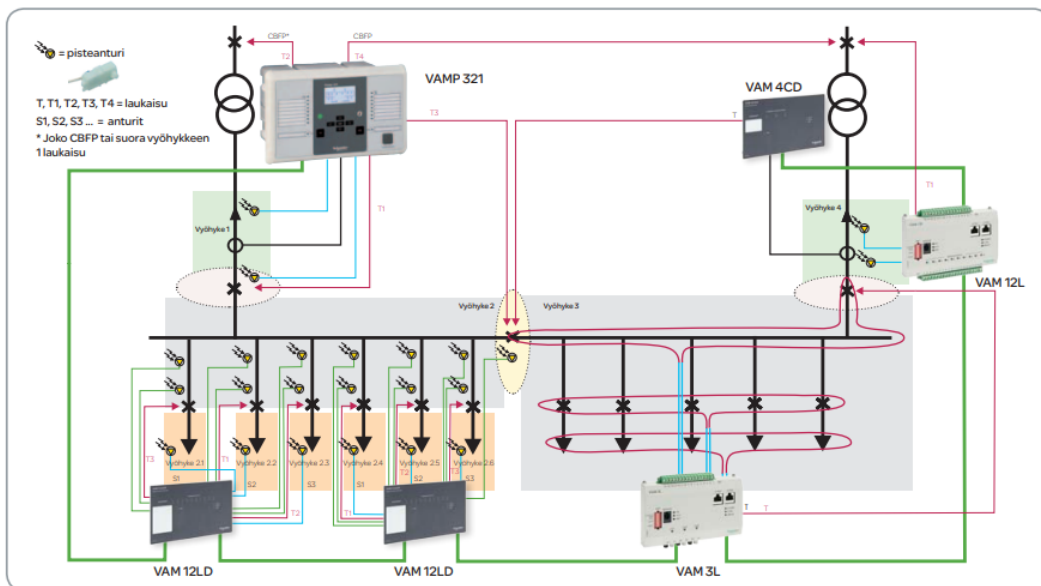 = pisteanturi
T, T1, T2, T3, T4 = laukaisu
S1, S2, S3 ... = anturit
* Joko CBFP tai suora vyöhykkeen
1 laukaisu
CBFP*
T2
CBFP
T4
VAMP 321
T3
VAM 4CD
T
T1
Vyöhyke 1
T1
Vyöhyke 4
VAM 12L
Vyöhyke 2
Vyöhyke 3
T3
T1
T2
T1
T2
T3
Vyöhyke 2.1
Vyöhyke 2.2
Vyöhyke 2.3
Vyöhyke 2.4
Vyöhyke 2.5
Vyöhyke 2.6
S1
S2
S3
S1
S2
S3
T
T
VAM 12LD
VAM 12LD
VAM 3L